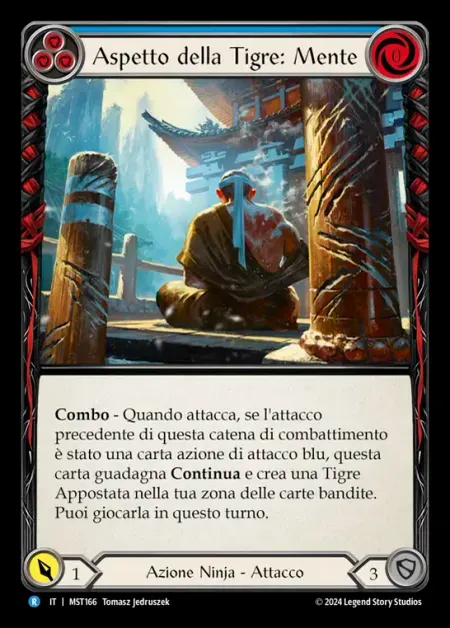 Aspetto della Tigre: Mente
0
Combo - Quando attacca, se l'attacco
precedente di questa catena di combattimento
è stato una carta azione di attacco blu, questa
carta guadagna Continua e crea una Tigre
Appostata nella tua zona delle carte bandite.
Puoi giocarla in questo turno.
1
Azione Ninja - Attacco
3
R IT | MST166 Tomasz Jedruszek
© 2024 Legend Story Studios